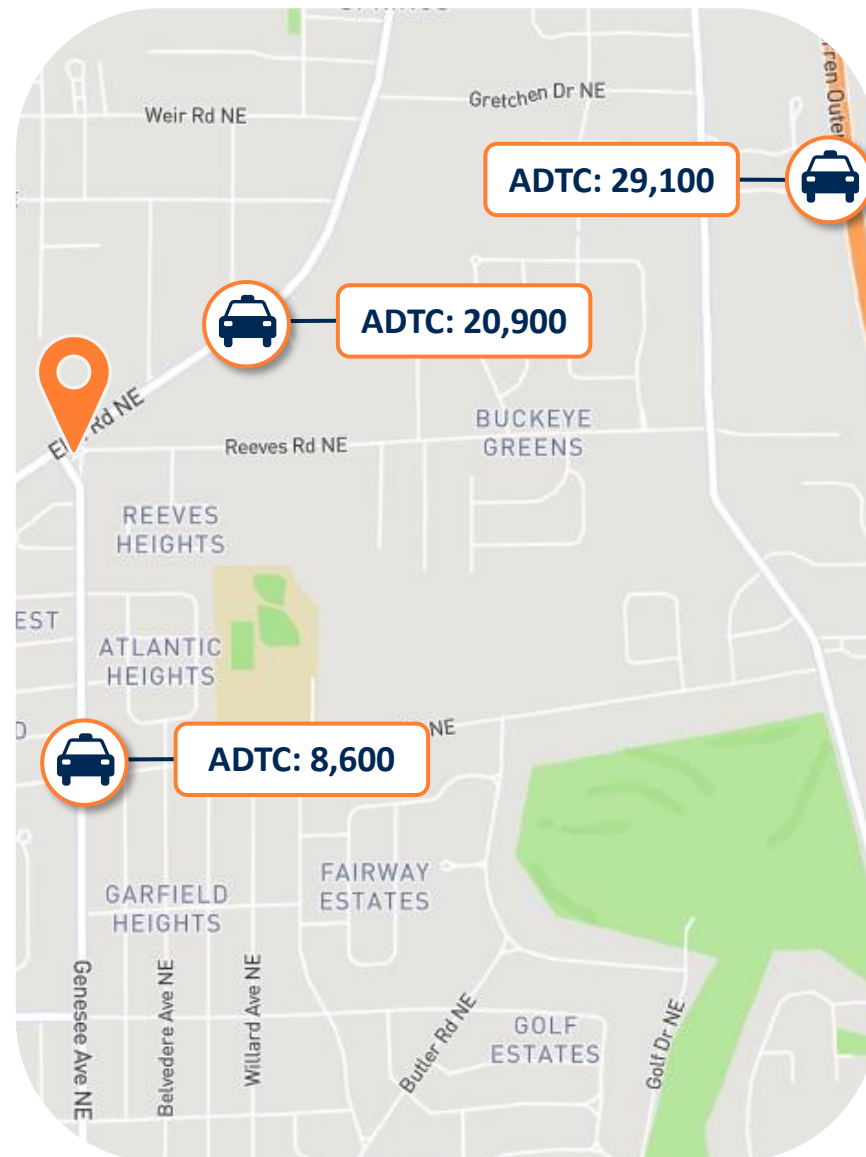 Weir Rd NE
Gretchen Dr NE
ADTC: 29,100
ADTC: 20,900
Rd NE
Reeves Rd NE
BUCKEYE
GREENS
REEVES
HEIGHTS
EST
ATLANTIC
HEIGHTS
NE
ADTC: 8,600
FAIRWAY
ESTATES
GARFIELD
HEIGHTS
Genesee Ave NE
Belvedere Ave NE
Willard Ave NE
Butler Rd NE
GOLF
ESTATES
Golf Dr NE